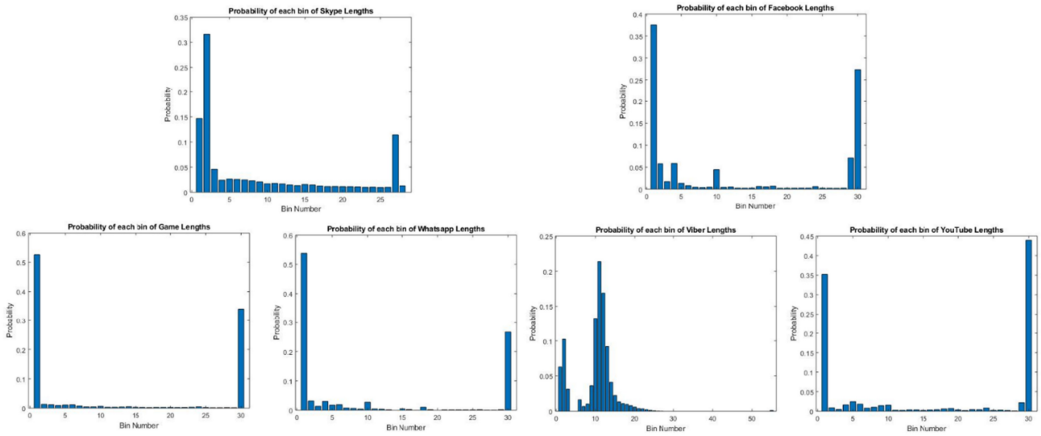 Probability of each bin of Skype Lengths
0.35
0.3
0.25
0.2
0.15
0.1
0.05
0
Probability
0 5 10 15 20 25
Bin Number
Probability of each bin of Facebook Lengths
0.4
0.35
0.3
0.25
0.2
0.15
0.1
0.05
0
Probability
0 5 10 15 20 25 30
Bin Number
Probability of each bin of Game Lengths
0.6
0.5
0.4
0.3
0.2
0.1
0
Probability
0 5 10 15 20 25 30
Bin Number
Probability of each bin of Whatsapp Lengths
0.6
0.5
0.4
0.3
0.2
0.1
0
Probability
0 5 10 15 20 25 30
Bin Number
Probability of each bin of Viber Lengths
0.25
0.2
0.15
0.1
0.05
0
Probability
0 10 20 30 40 50
Bin Number
Probability of each bin of YouTube Lengths
0.45
0.4
0.35
0.3
0.25
0.2
0.15
0.1
0.05
0
Probability
0 5 10 15 20 25 30
Bin Number